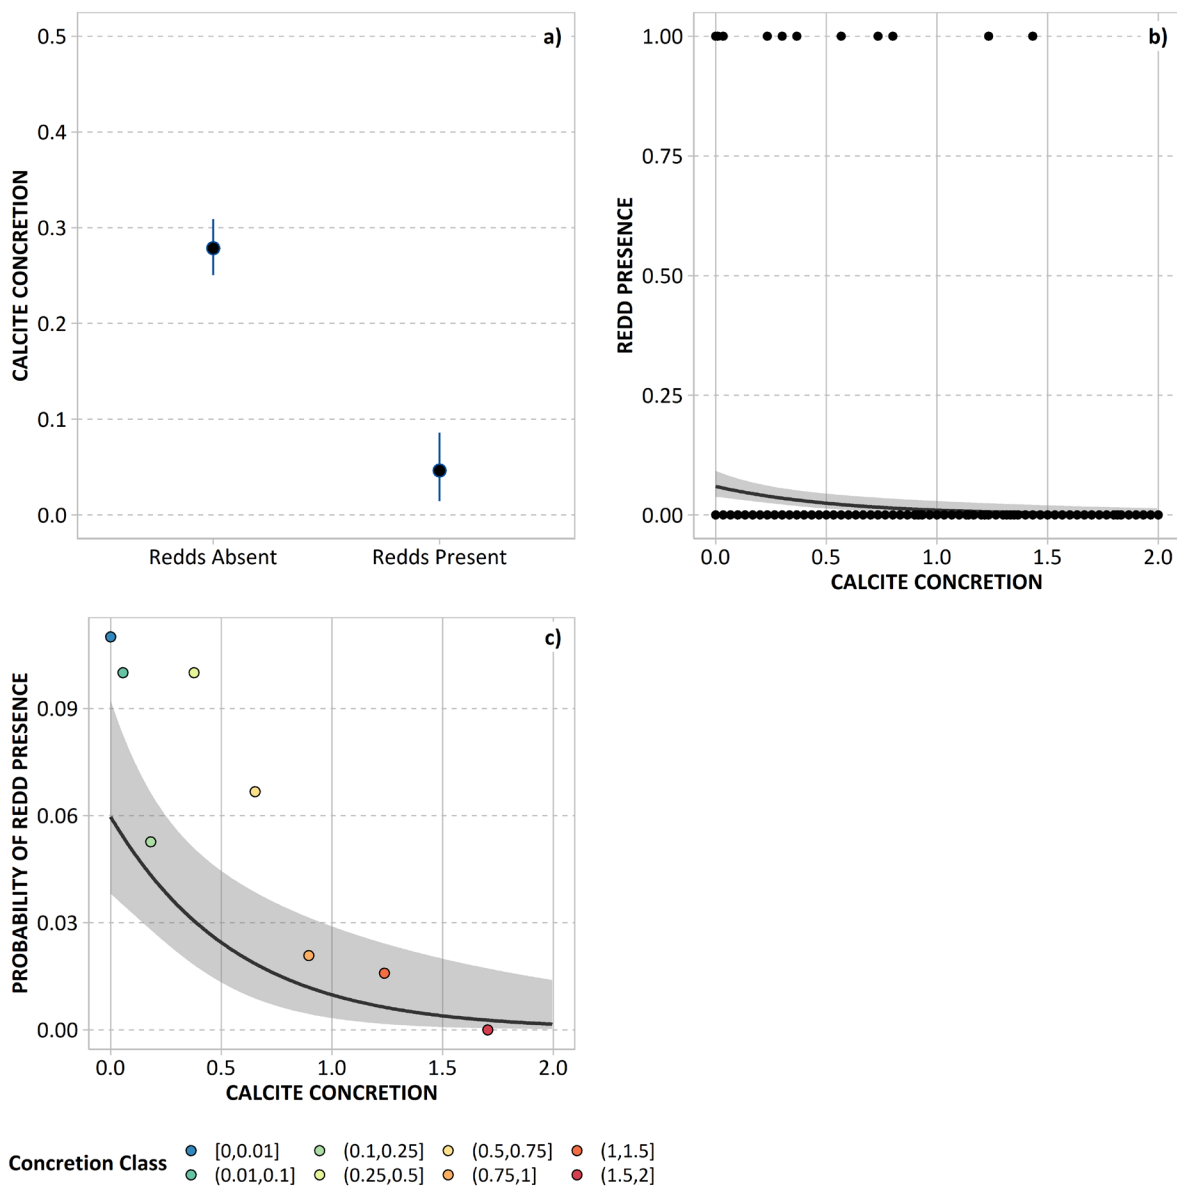 a)
CALCITE CONCRETION
0.5
0.4
0.3
0.2
0.1
0.0
Redds Absent Redds Present
b)
REDD PRESENCE
1.00
0.75
0.50
0.25
0.00
0.0 0.5 1.0 1.5 2.0
CALCITE CONCRETION
c)
PROBABILITY OF REDD PRESENCE
0.09
0.06
0.03
0.00
0.0 0.5 1.0 1.5 2.0
CALCITE CONCRETION
Concretion Class
[0,0.01] (0.1,0.25] (0.5,0.75] (1,1.5]
(0.01,0.1] (0.25,0.5] (0.75,1] (1.5,2]